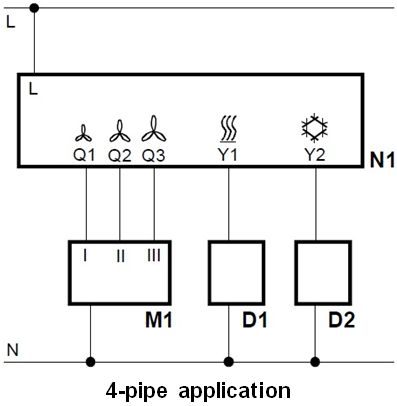 L
L
Q1 Q2 Q3 Y1 Y2
N1
I II III
M1 D1 D2
N
4-pipe application